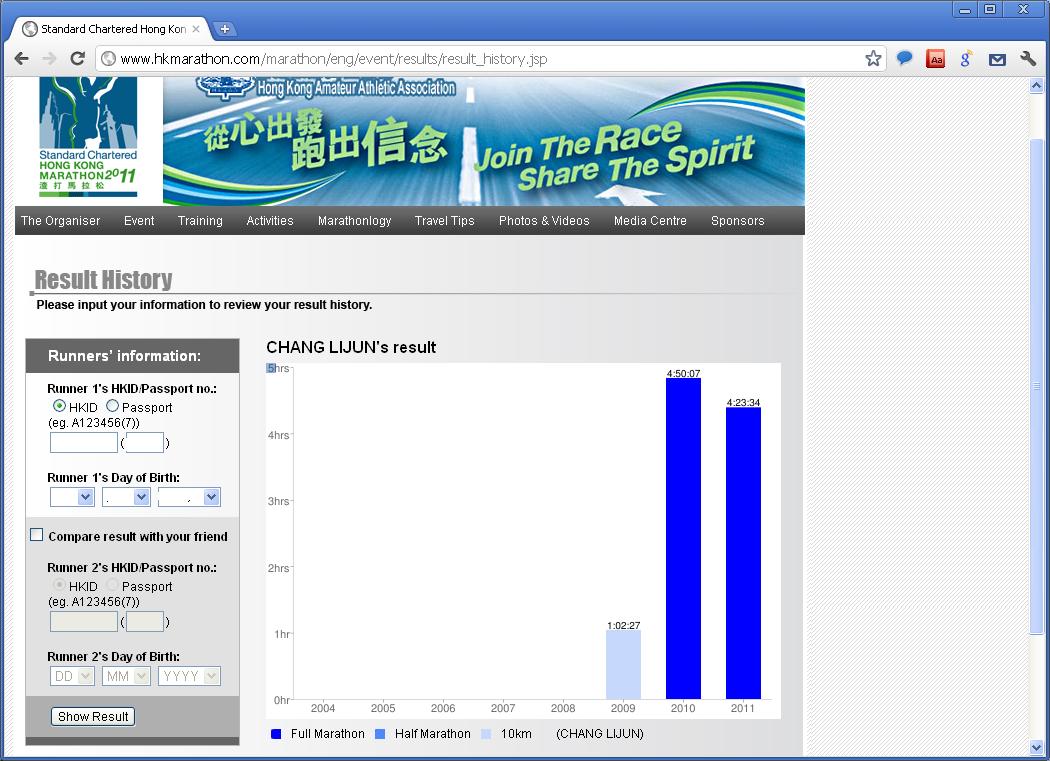 Standard Chartered Hong Kon
www.hkmarathon.com/marathon/eng/event/results/result_history.jsp
Hong Kong Amateur Athletic Association
從心出發
跑出信念
Join The Race
Share The Spirit
Standard Chartered
HONG KONG
MARATHON2011
渣打馬拉松
The Organiser Event Training Activities Marathonlogy Travel Tips Photos & Videos Media Centre Sponsors
Result History
Please input your information to review your result history.
Runners' information:
Runner 1's HKID/Passport no.:
HKID Passport
(eg. A123456(7))
( )
Runner 1's Day of Birth:
Compare result with your friend
Runner 2's HKID/Passport no.:
HKID Passport
(eg. A123456(7))
( )
Runner 2's Day of Birth:
DD MM YYYY
Show Result
CHANG LIJUN's result
5hrs
4hrs
3hrs
2hrs
1hr
0hr
1:02:27
4:50:07
4:23:34
2004 2005 2006 2007 2008 2009 2010 2011
Full Marathon Half Marathon 10km (CHANG LIJUN)